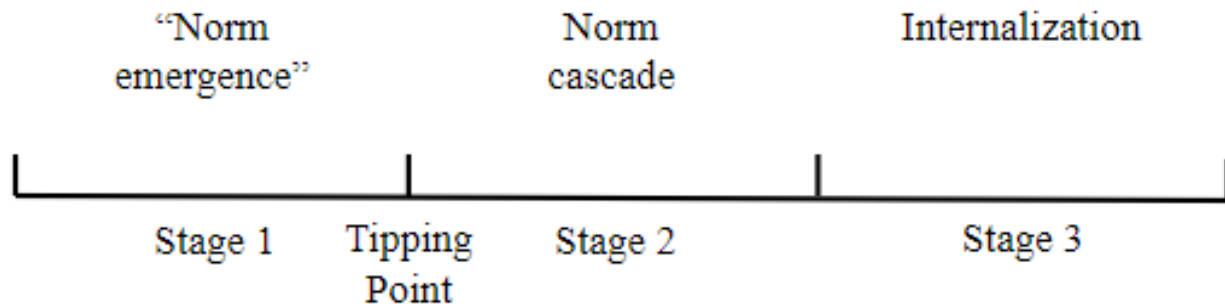 “Norm
emergence”
Norm
cascade
Internalization
Stage 1
Tipping
Point
Stage 2
Stage 3